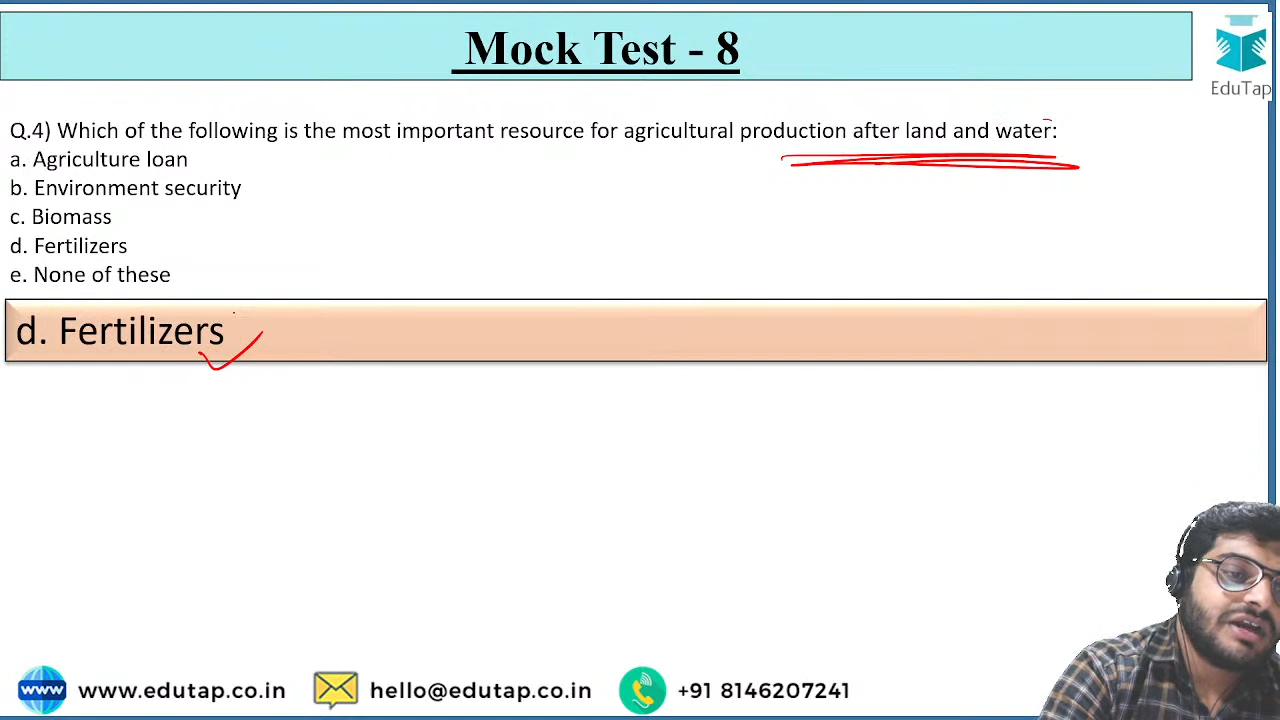 Mock Test - 8
EduTap
Q.4) Which of the following is the most important resource for agricultural production after land and water:
a. Agriculture loan
b. Environment security
c. Biomass
d. Fertilizers
e. None of these
d. Fertilizers
www www.edutap.co.in hello@edutap.co.in +91 8146207241